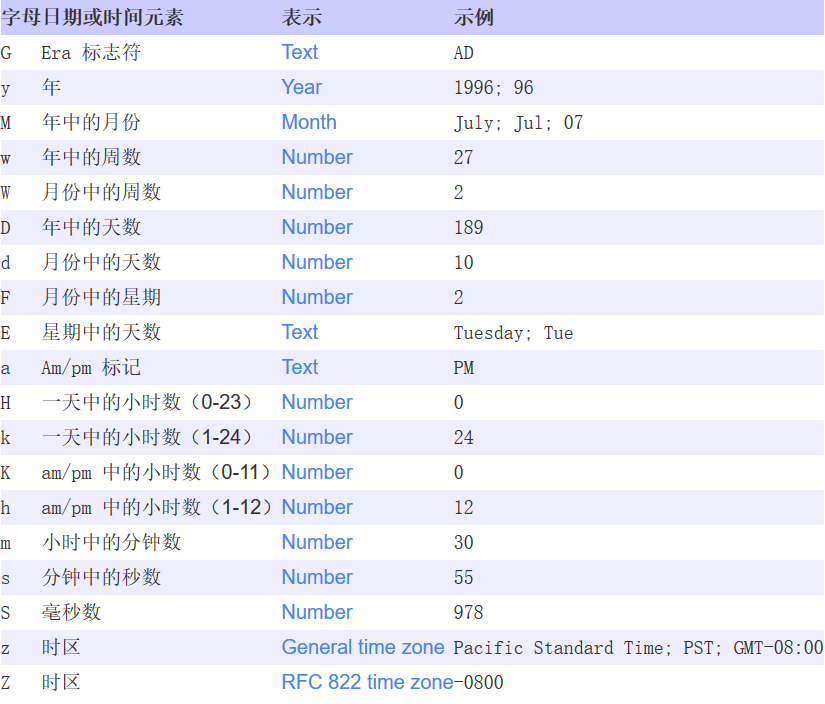 字母日期或时间元素 表示 示例
G Era 标志符 Text AD
y 年 Year 1996; 96
M 年中的月份 Month July; Jul; 07
w 年中的周数 Number 27
W 月份中的周数 Number 2
D 年中的天数 Number 189
d 月份中的天数 Number 10
F 月份中的星期 Number 2
E 星期中的天数 Text Tuesday; Tue
a Am/pm 标记 Text PM
H 一天中的小时数（0-23） Number 0
k 一天中的小时数（1-24） Number 24
K am/pm 中的小时数（0-11） Number 0
h am/pm 中的小时数（1-12） Number 12
m 小时中的分钟数 Number 30
s 分钟中的秒数 Number 55
S 毫秒数 Number 978
z 时区 General time zone Pacific Standard Time; PST; GMT-08:00
Z 时区 RFC 822 time zone -0800